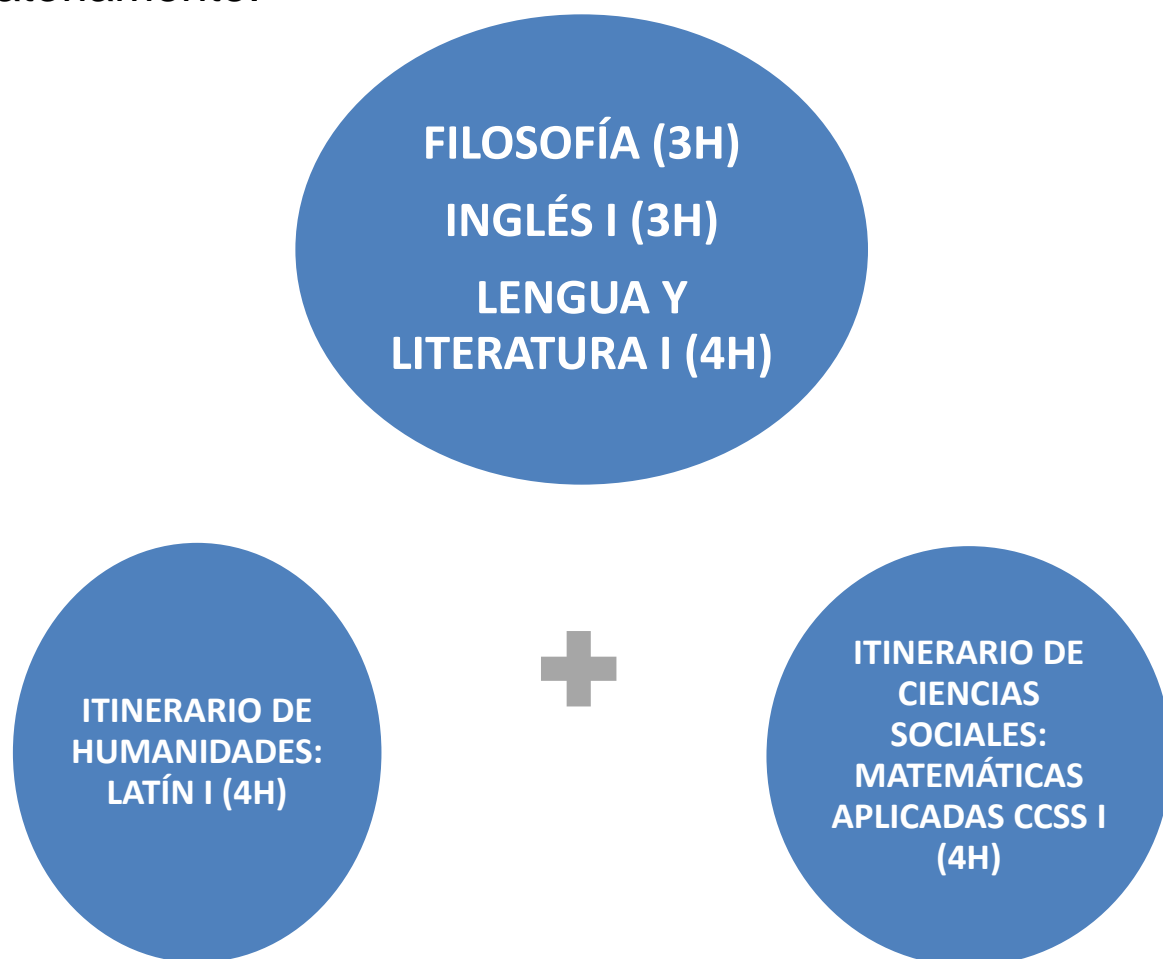 FILOSOFÍA (3H)
INGLÉS I (3H)
LENGUA Y
LITERATURA I (4H)
ITINERARIO DE
HUMANIDADES:
LATÍN I (4H)
ITINERARIO DE
CIENCIAS
SOCIALES:
MATEMÁTICAS
APLICADAS CCSS I
(4H)